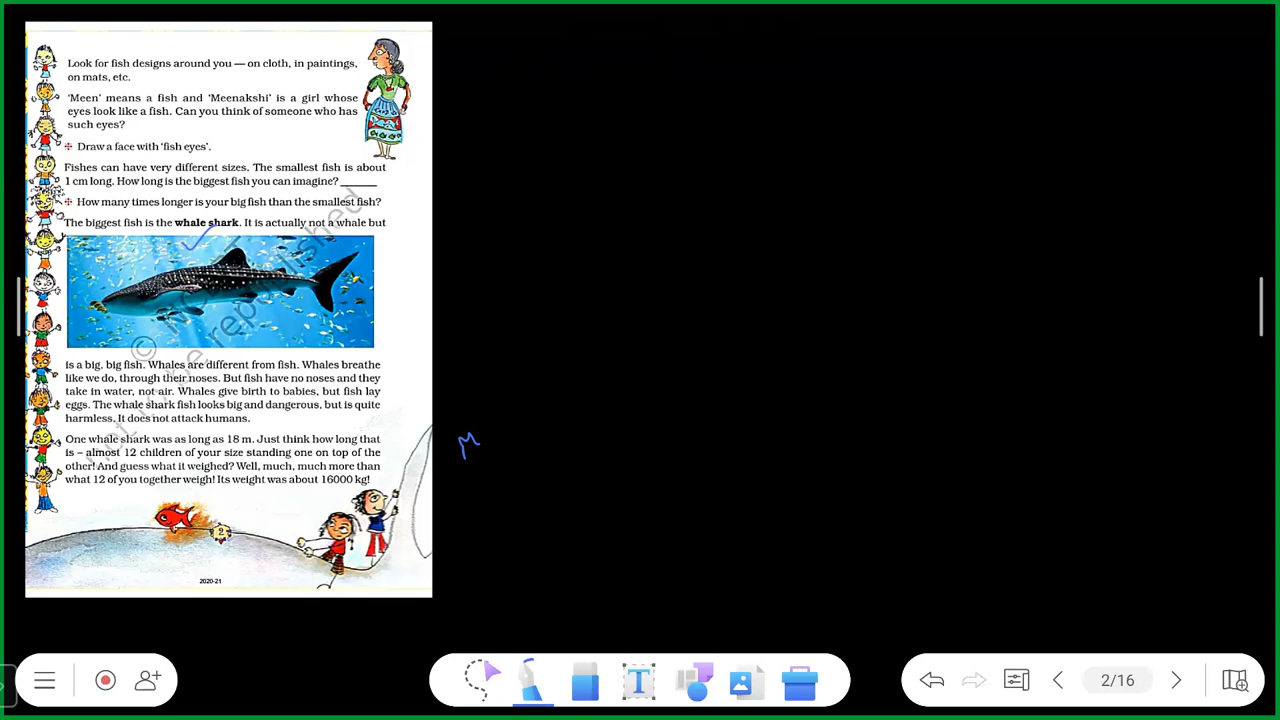 Look for fish designs around you — on cloth, in paintings,
on mats, etc.
'Meen' means a fish and 'Meenakshi' is a girl whose
eyes look like a fish. Can you think of someone who has
such eyes?
Draw a face with 'fish eyes'.
Fishes can have very different sizes. The smallest fish is about
1 cm long. How long is the biggest fish you can imagine? ______
How many times longer is your big fish than the smallest fish?
The biggest fish is the whale shark. It is actually not a whale but
is a big, big fish. Whales are different from fish. Whales breathe
like we do, through their noses. But fish have no noses and they
take in water, not air. Whales give birth to babies, but fish lay
eggs. The whale shark fish looks big and dangerous, but is quite
harmless. It does not attack humans.
One whale shark was as long as 18 m. Just think how long that
is – almost 12 children of your size standing one on top of the
other! And guess what it weighed? Well, much, much more than
what 12 of you together weigh! Its weight was about 16000 kg!
2
2020-21
T
2/16